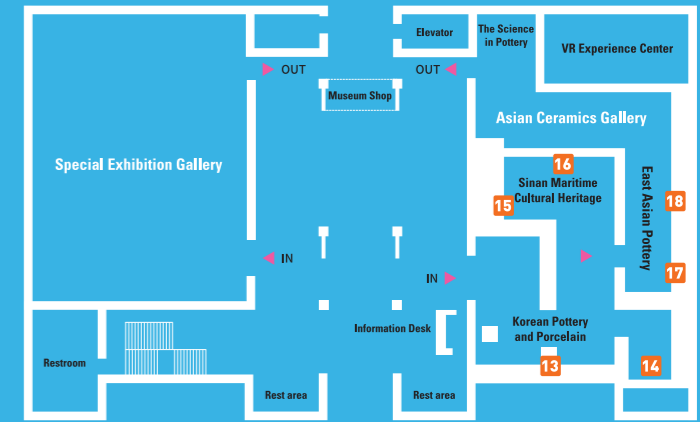 Elevator
The Science
in Pottery
VR Experience Center
OUT
OUT
Museum Shop
Asian Ceramics Gallery
Special Exhibition Gallery
16
Sinan Maritime
Cultural Heritage
15
East Asian Pottery
18
IN
17
IN
Information Desk
Korean Pottery
and Porcelain
13
14
Restroom
Rest area
Rest area